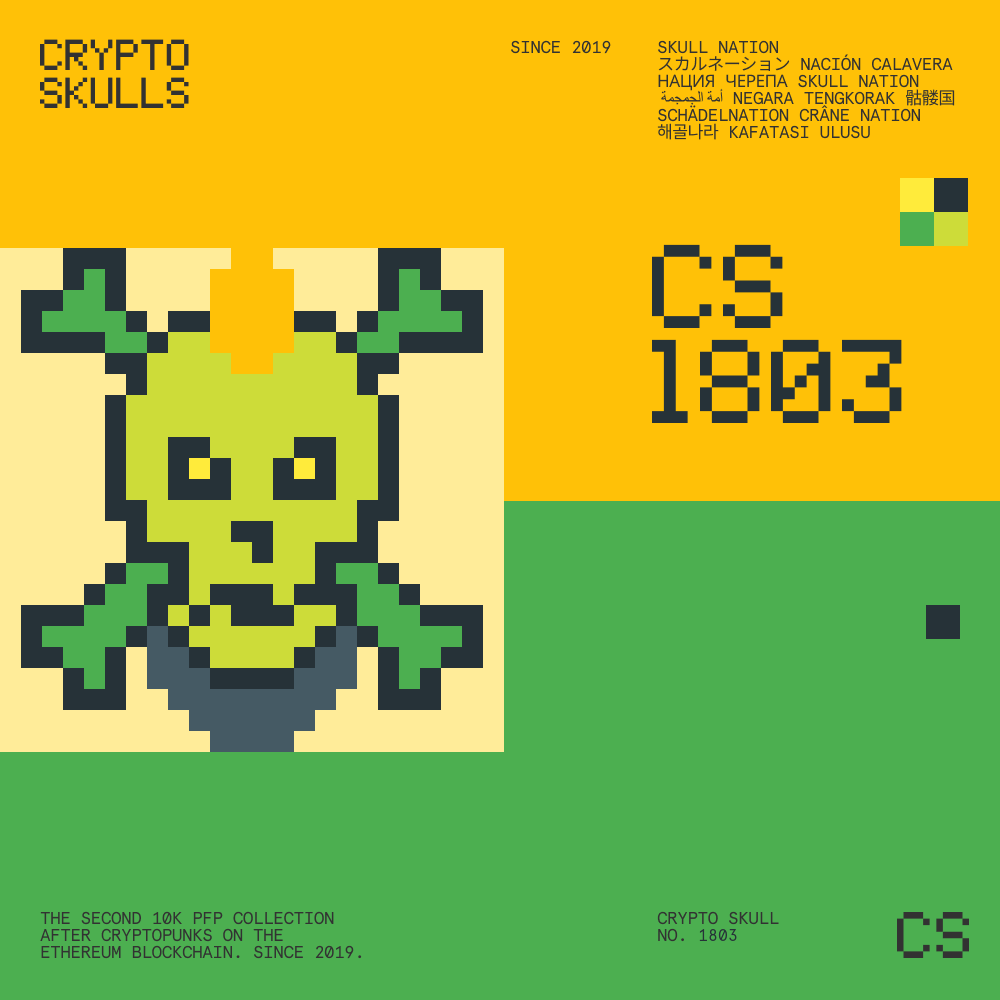 CRYPTO
SKULLS
SINCE 2019
SKULL NATION
スカルネーション NACIÓN CALAVERA
НАЦИЯ ЧЕРЕПА SKULL NATION
أمة الجمجمة NEGARA TENGKORAK 骷髅国
SCHÄDELNATION CRÂNE NATION
해골나라 KAFATASI ULUSU
CS
1803
THE SECOND 10K PFP COLLECTION
AFTER CRYPTOPUNKS ON THE
ETHEREUM BLOCKCHAIN. SINCE 2019.
CRYPTO SKULL
NO. 1803
CS